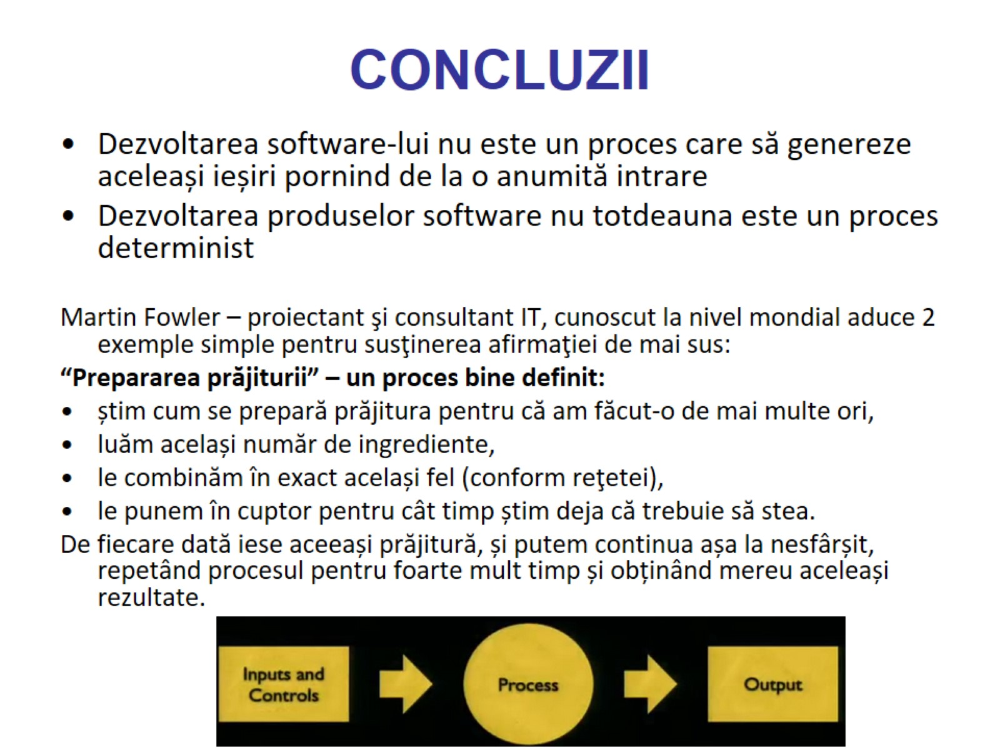 CONCLUZII
• Dezvoltarea software-lui nu este un proces care să genereze
aceleași ieșiri pornind de la o anumită intrare
• Dezvoltarea produselor software nu totdeauna este un proces
determinist
Martin Fowler – proiectant şi consultant IT, cunoscut la nivel mondial aduce 2
exemple simple pentru susţinerea afirmaţiei de mai sus:
“Prepararea prăjiturii” – un proces bine definit:
• știm cum se prepară prăjitura pentru că am făcut-o de mai multe ori,
• luăm același număr de ingrediente,
• le combinăm în exact același fel (conform reţetei),
• le punem în cuptor pentru cât timp știm deja că trebuie să stea.
De fiecare dată iese aceeași prăjitură, și putem continua așa la nesfârșit,
repetând procesul pentru foarte mult timp și obținând mereu aceleași
rezultate.
Inputs and
Controls
Process
Output